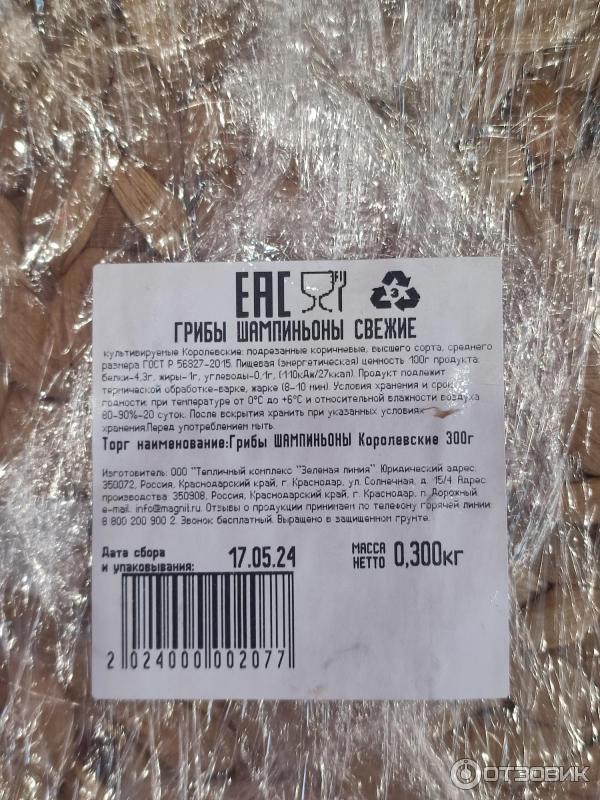 ЕАС
3
ГРИБЫ ШАМПИНЬОНЫ СВЕЖИЕ
культивируемые Королевские: подрезанные коричневые, высшего сорта, среднего
размера ГОСТ Р 56827-2015. Пищевая (энергетическая) ценность 100г продукта:
белки-4,3г, жиры-1г, углеводы-0,1г, (110кДж/27ккал). Продукт подлежит
термической обработке-варке, жарке (8-10 мин). Условия хранения и срок
годности: при температуре от 0°С до +6°С и относительной влажности воздуха
80-90%-20 суток. После вскрытия хранить при указанных условиях
хранения.Перед употреблением мыть.
Торг наименование:Грибы ШАМПИНЬОНЫ Королевские 300г
Изготовитель: ООО "Тепличный комплекс "Зеленая линия". Юридический адрес:
350072, Россия, Краснодарский край, г. Краснодар, ул. Солнечная, д. 15/4. Адрес
производства 350908, Россия, Краснодарский край, г. Краснодар, п. Дорожный.
e-mail: info@magnit.ru. Отзывы о продукции принимаем по телефону горячей линии:
8 800 200 900 2. Звонок бесплатный. Выращено в защищенном грунте.
Дата сбора
и упаковывания: 17.05.24
МАССА
НЕТТО 0,300кг
2 024000 002077
ОТЗОВИК